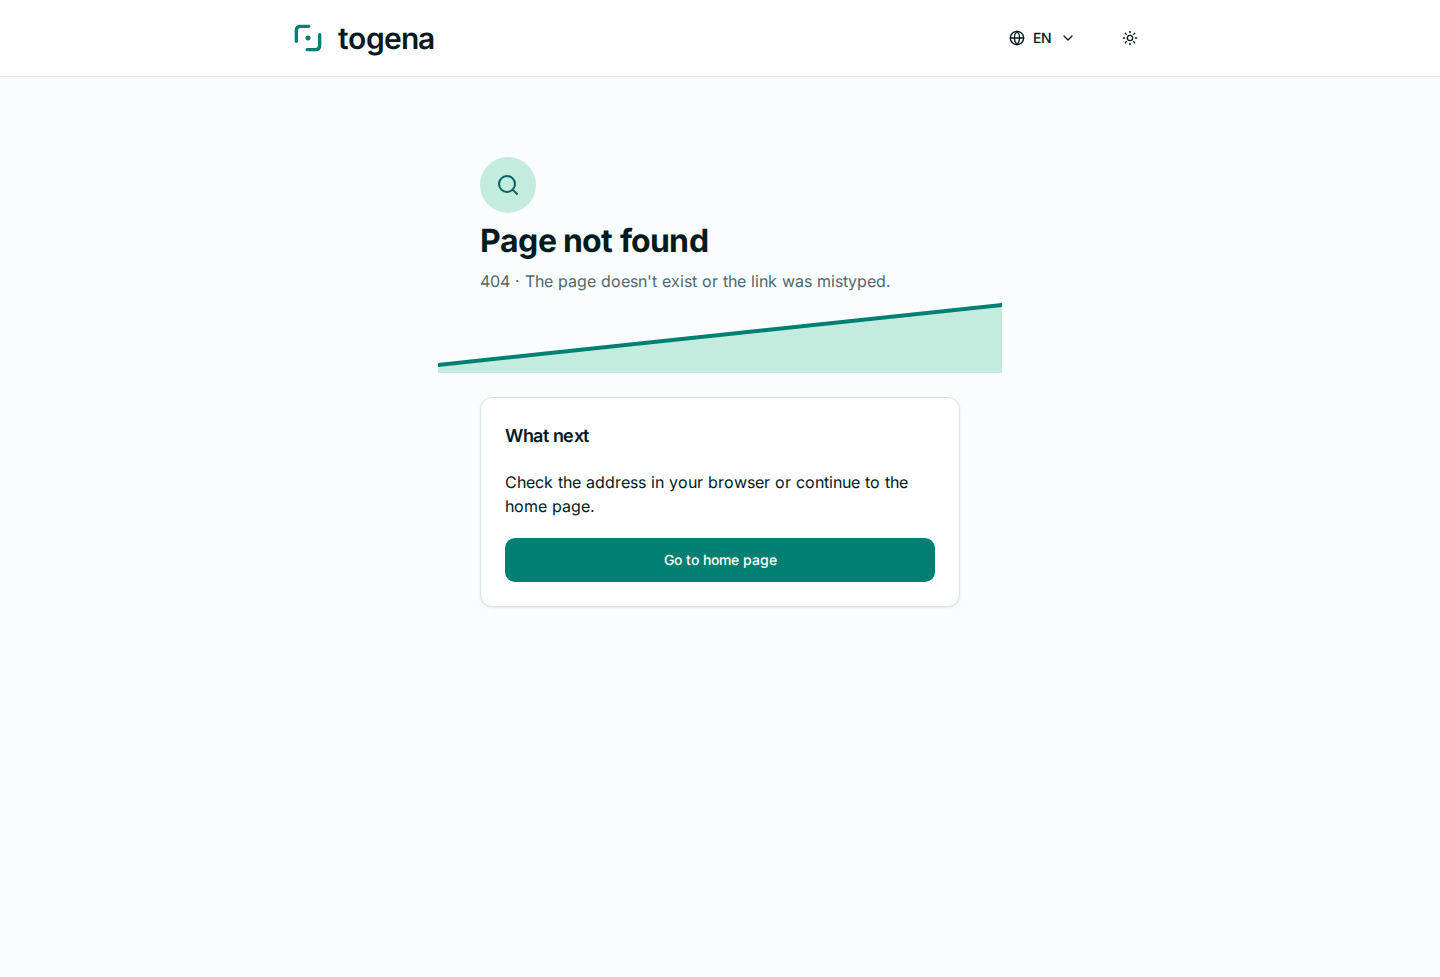 togena
EN
Page not found
404 · The page doesn't exist or the link was mistyped.
What next
Check the address in your browser or continue to the
home page.
Go to home page